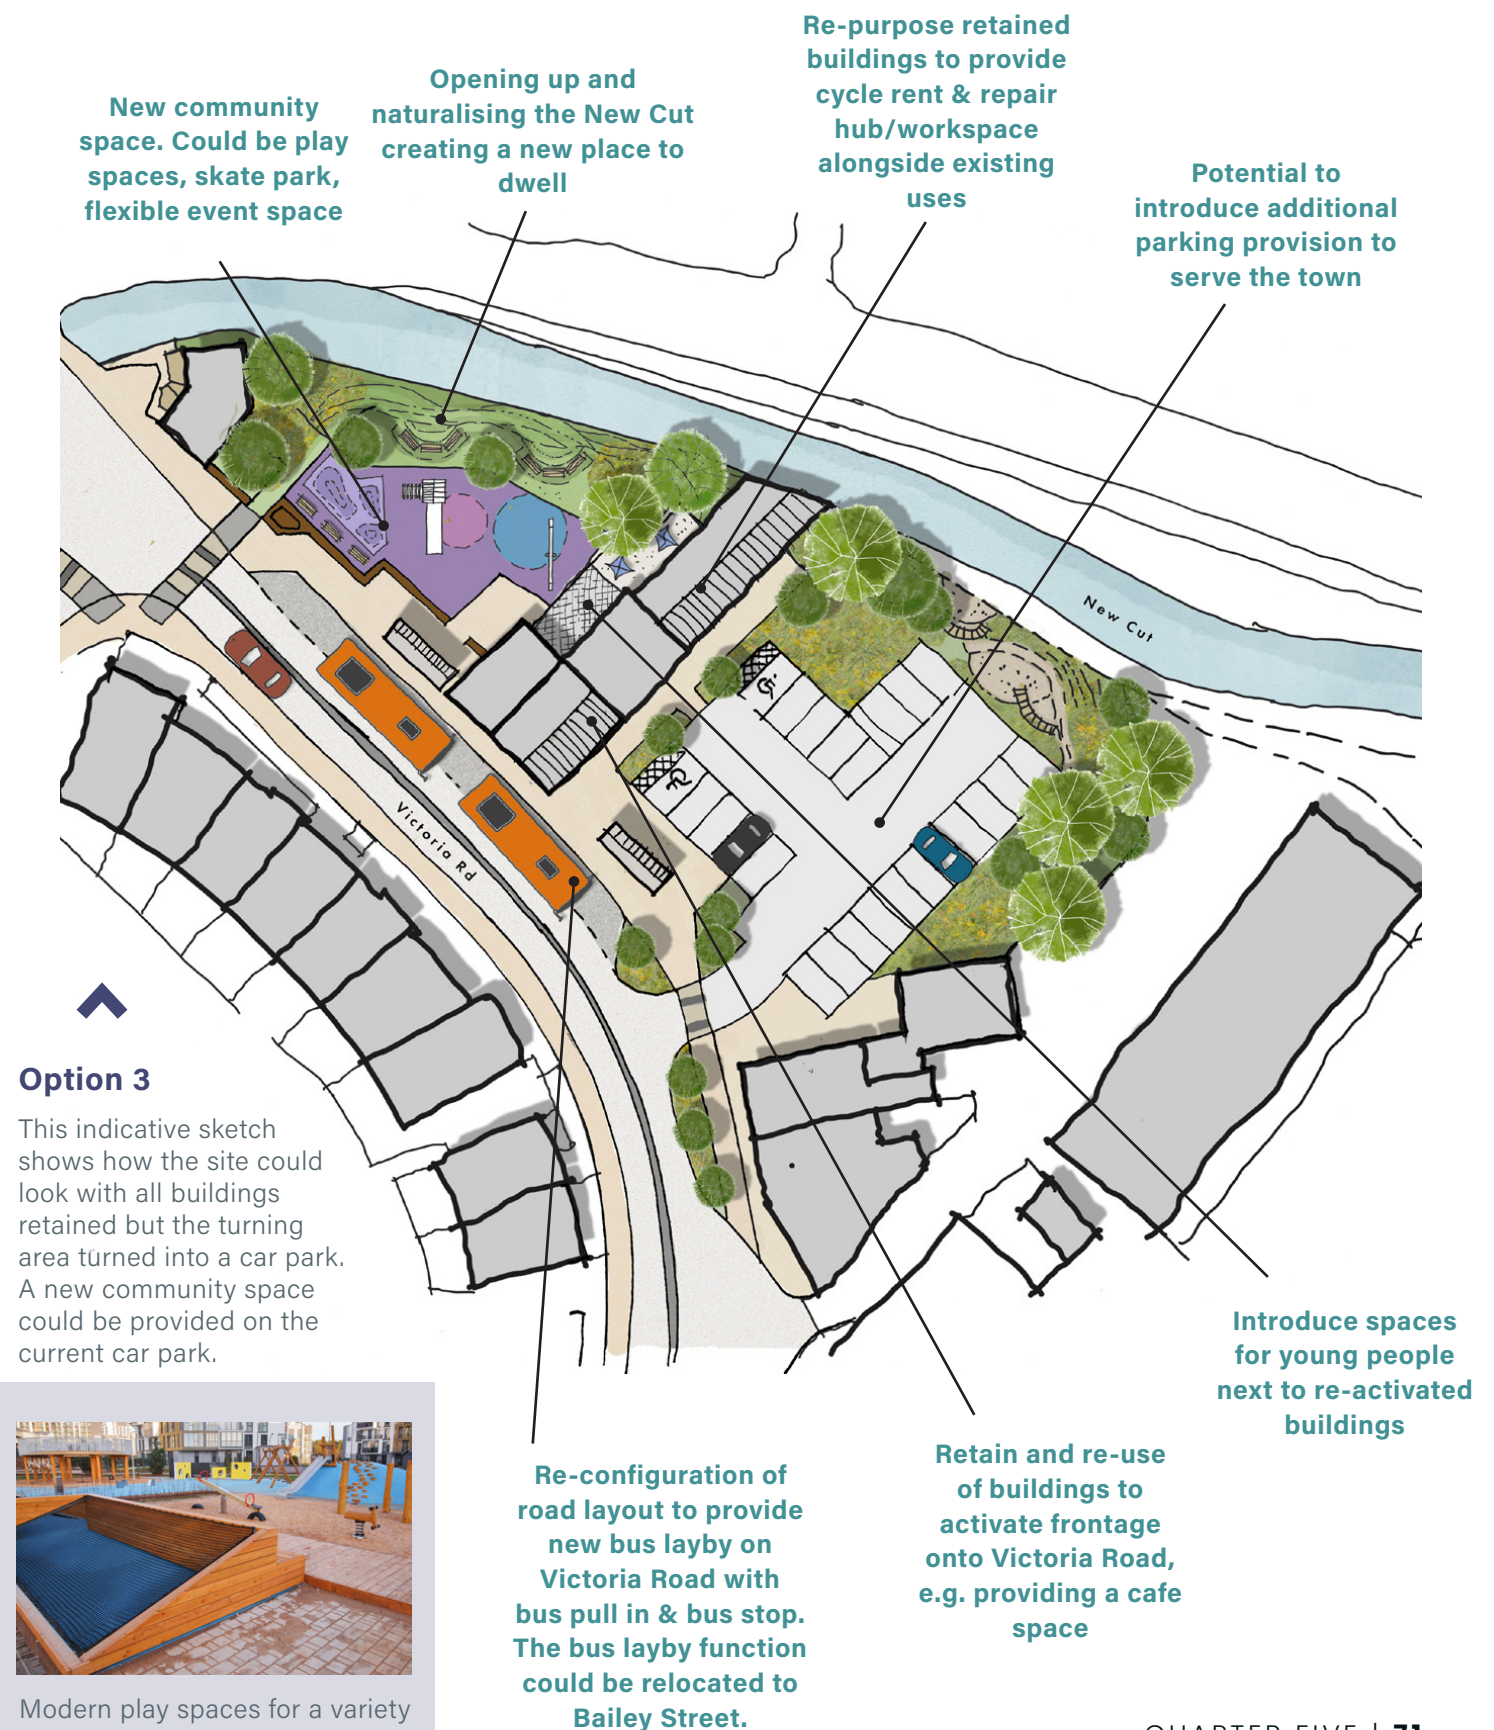 Re-purpose retained
buildings to provide
cycle rent & repair
hub/workspace
alongside existing
uses
Opening up and
naturalising the New Cut
creating a new place to
dwell
New community
space. Could be play
spaces, skate park,
flexible event space
Potential to
introduce additional
parking provision to
serve the town
New Cut
Victoria Rd
Option 3
This indicative sketch
shows how the site could
look with all buildings
retained but the turning
area turned into a car park.
A new community space
could be provided on the
current car park.
Introduce spaces
for young people
next to re-activated
buildings
Retain and re-use
of buildings to
activate frontage
onto Victoria Road,
e.g. providing a cafe
space
Re-configuration of
road layout to provide
new bus layby on
Victoria Road with
bus pull in & bus stop.
The bus layby function
could be relocated to
Bailey Street.
Modern play spaces for a variety
QUARTER FIVE | 71